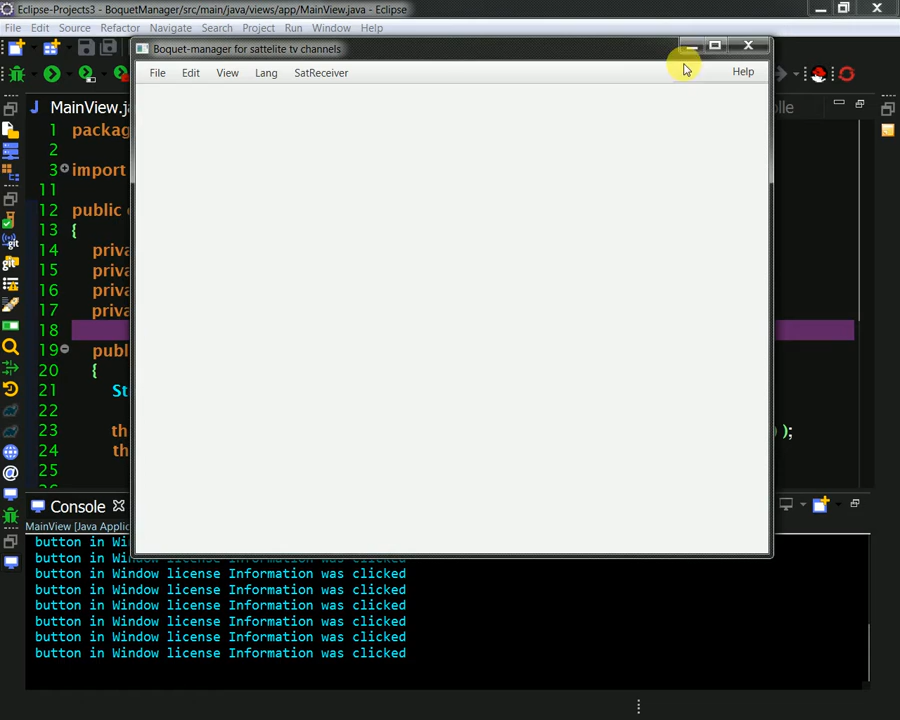 Eclipse-Projects3 - BoquetManager/src/main/java/views/app/MainView.java - Eclipse
File Edit Source Refactor Navigate Search Project Run Window Help
Boquet-manager for sattelite tv channels
File Edit View Lang SatReceiver Help
MainView.ja
1 packag
2
3 import
11
12 public
13 {
14 priva
15 priva
16 priva
17 priva
18
19 publ
20 {
21 St
22
23 th ) );
24 th
25
Console
MainView [Java Applic
button in Wi
button in Window license Information was clicked
button in Window license Information was clicked
button in Window license Information was clicked
button in Window license Information was clicked
button in Window license Information was clicked
button in Window license Information was clicked
button in Window license Information was clicked